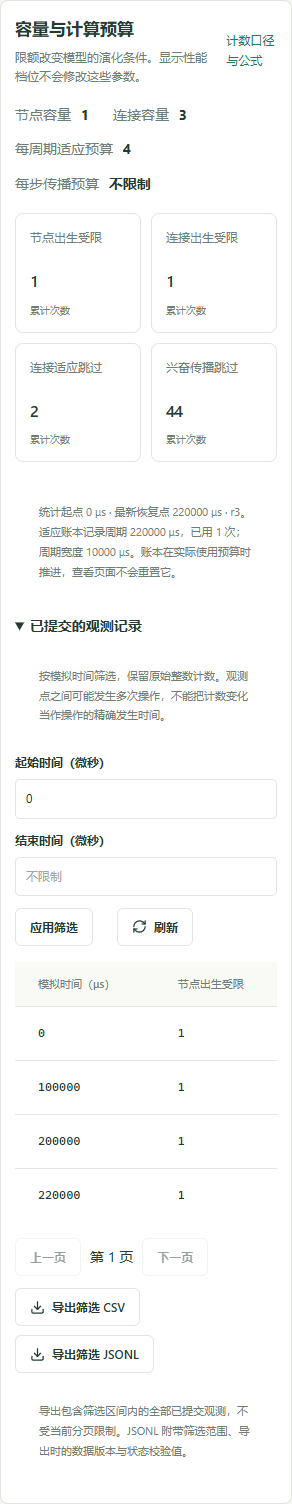 容量与计算预算
计数口径
与公式
限额改变模型的演化条件。显示性能
档位不会修改这些参数。
节点容量 1 连接容量 3
每周期适应预算 4
每步传播预算 不限制
节点出生受限
1
累计次数
连接出生受限
1
累计次数
连接适应跳过
2
累计次数
兴奋传播跳过
44
累计次数
统计起点 0 μs · 最新恢复点 220000 μs · r3。
适应账本记录周期 220000 μs，已用 1 次；
周期宽度 10000 μs。账本在实际使用预算时
推进，查看页面不会重置它。
▼ 已提交的观测记录
按模拟时间筛选，保留原始整数计数。观测
点之间可能发生多次操作，不能把计数变化
当作操作的精确发生时间。
起始时间（微秒）
0
结束时间（微秒）
不限制
应用筛选 刷新
模拟时间（μs） 节点出生受限
0 1
100000 1
200000 1
220000 1
上一页 第 1 页 下一页
导出筛选 CSV
导出筛选 JSONL
导出包含筛选区间内的全部已提交观测，不
受当前分页限制。JSONL 附带筛选范围、导
出时的数据版本与状态校验值。